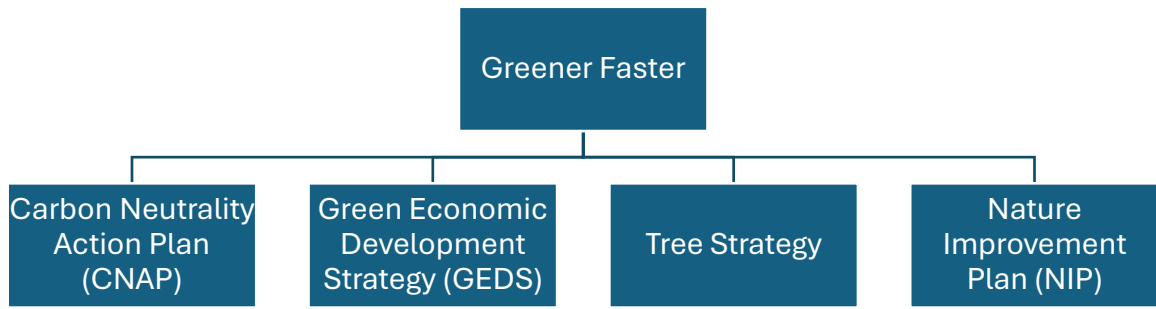 Greener Faster
Carbon Neutrality
Action Plan
(CNAP)
Green Economic
Development
Strategy (GEDS)
Tree Strategy
Nature
Improvement
Plan (NIP)